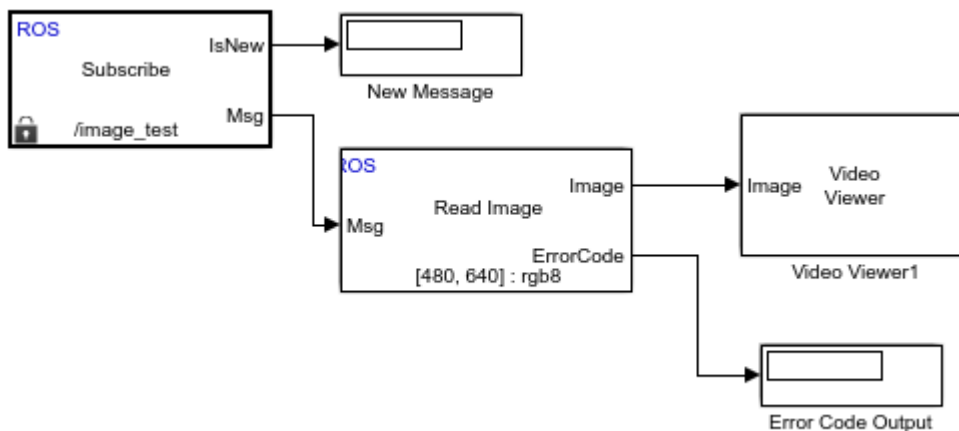 ROS
IsNew
Subscribe
Msg
/image_test
New Message
ROS
Image
Read Image
Msg
ErrorCode
[480, 640] : rgb8
Image
Video
Viewer
Video Viewer1
Error Code Output